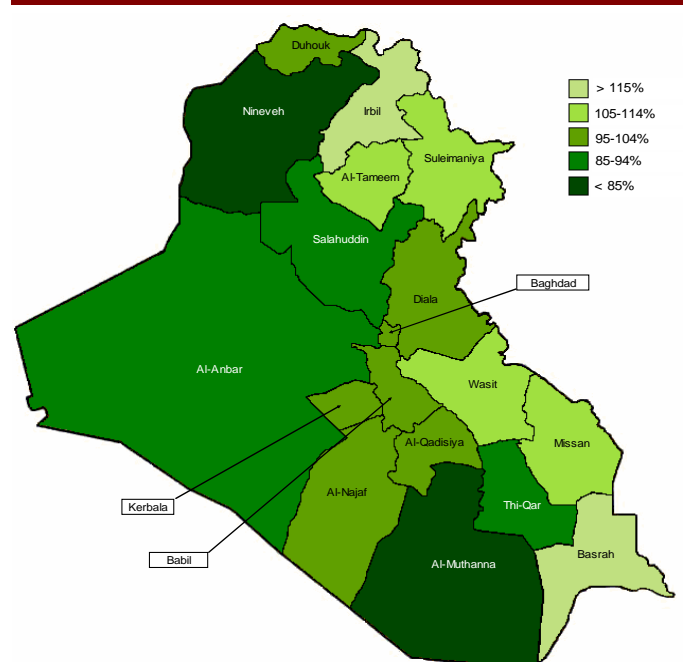 Duhouk
Nineveh
Irbil
> 115%
105-114%
95-104%
85-94%
< 85%
Suleimaniya
Al-Tameem
Salahuddin
Baghdad
Diala
Al-Anbar
Wasit
Al-Qadisiya
Missan
Kerbala
Al-Najaf
Thi-Qar
Babil
Al-Muthanna
Basrah